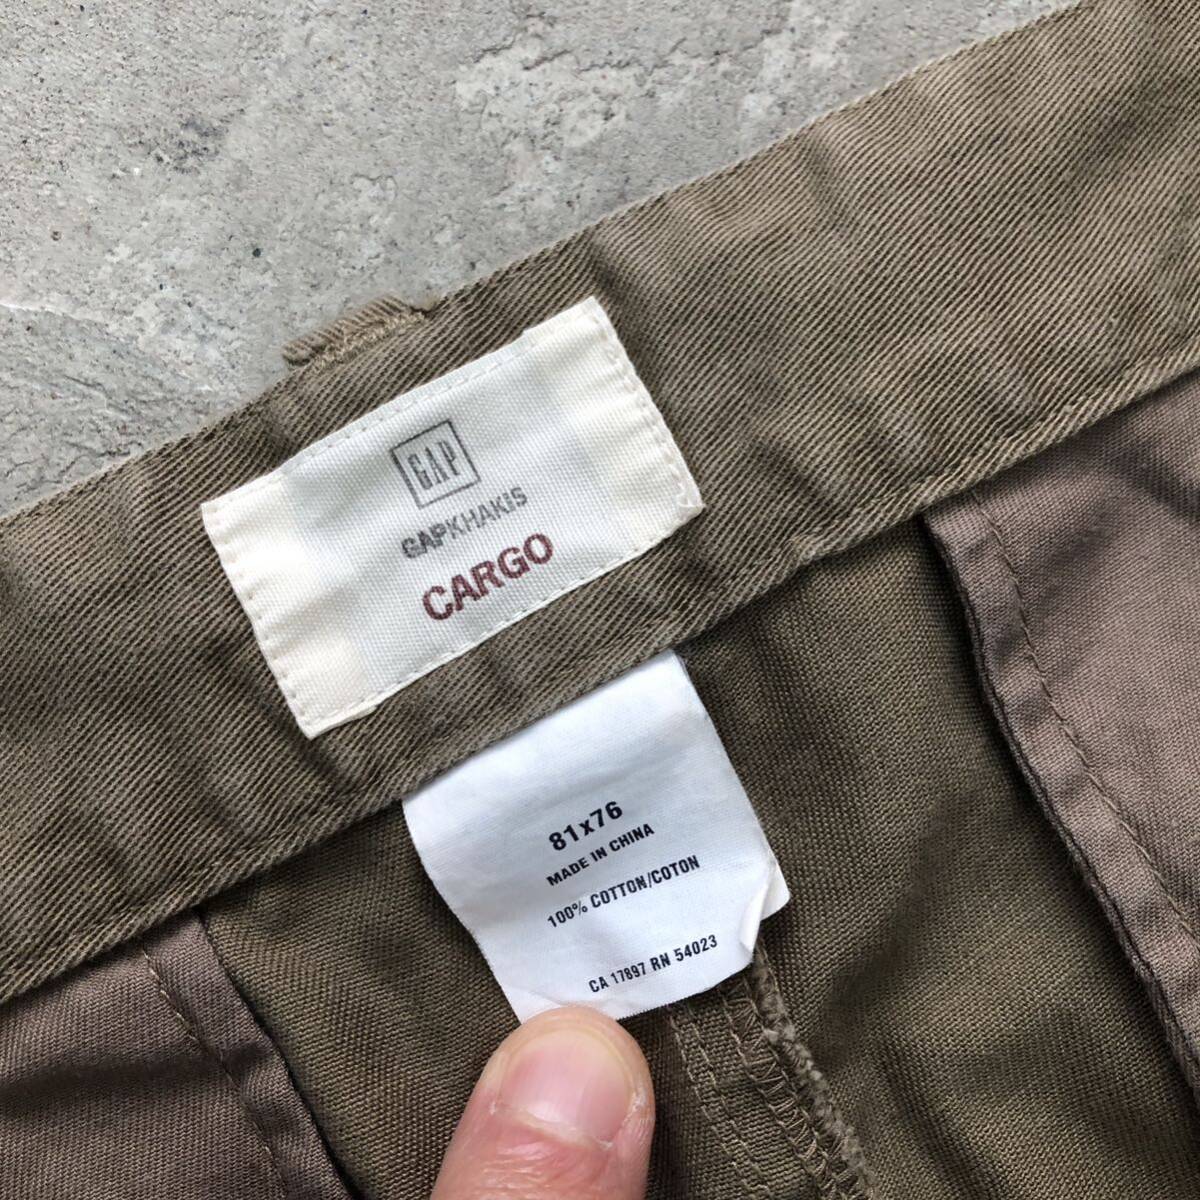 GAP
GAPKHAKIS
CARGO
81x76
MADE IN CHINA
100% COTTON/COTON
CA 17897 RN 54023